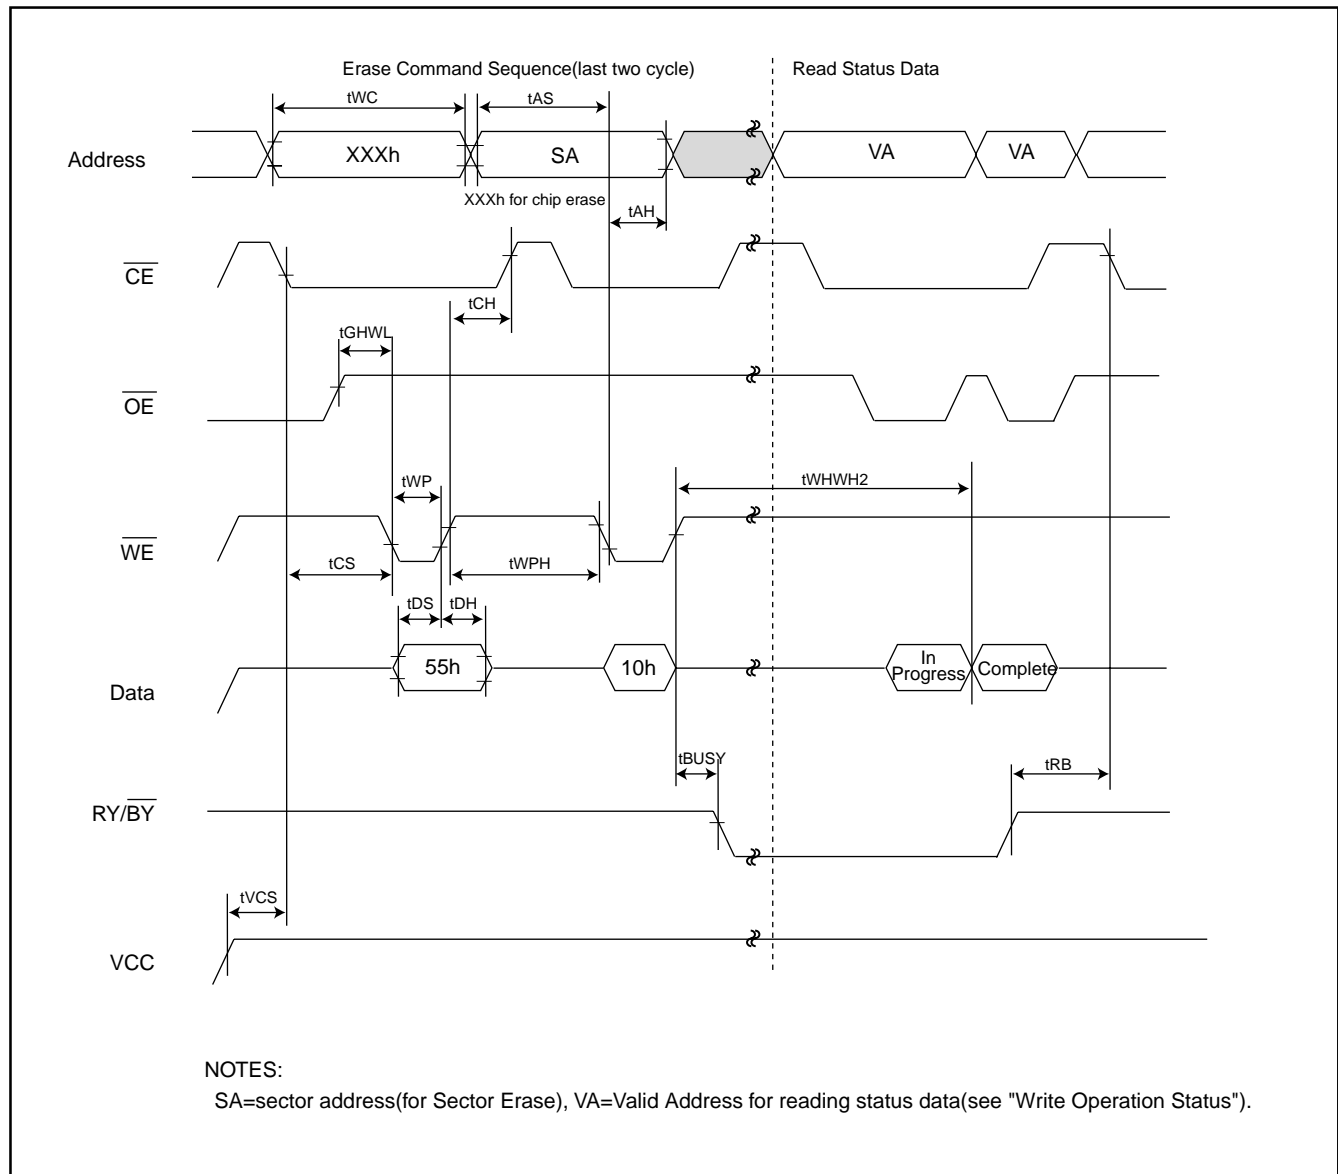 Erase Command Sequence(last two cycle)
Read Status Data
tWC
tAS
Address
XXXh
SA
VA
VA
XXXh for chip erase
tAH
CE
tCH
tGHWL
OE
tWHWH2
tWP
WE
tCS
tWPH
tDS
tDH
55h
10h
In
Progress
Complete
Data
tBUSY
tRB
RY/BY
tVCS
VCC
NOTES:
SA=sector address(for Sector Erase), VA=Valid Address for reading status data(see "Write Operation Status").